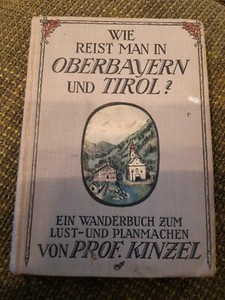 WIE
REIST MAN IN
OBERBAYERN
UND TIROL?
EIN WANDERBUCH ZUM
LUST- UND PLANMACHEN
VON PROF. KINZEL